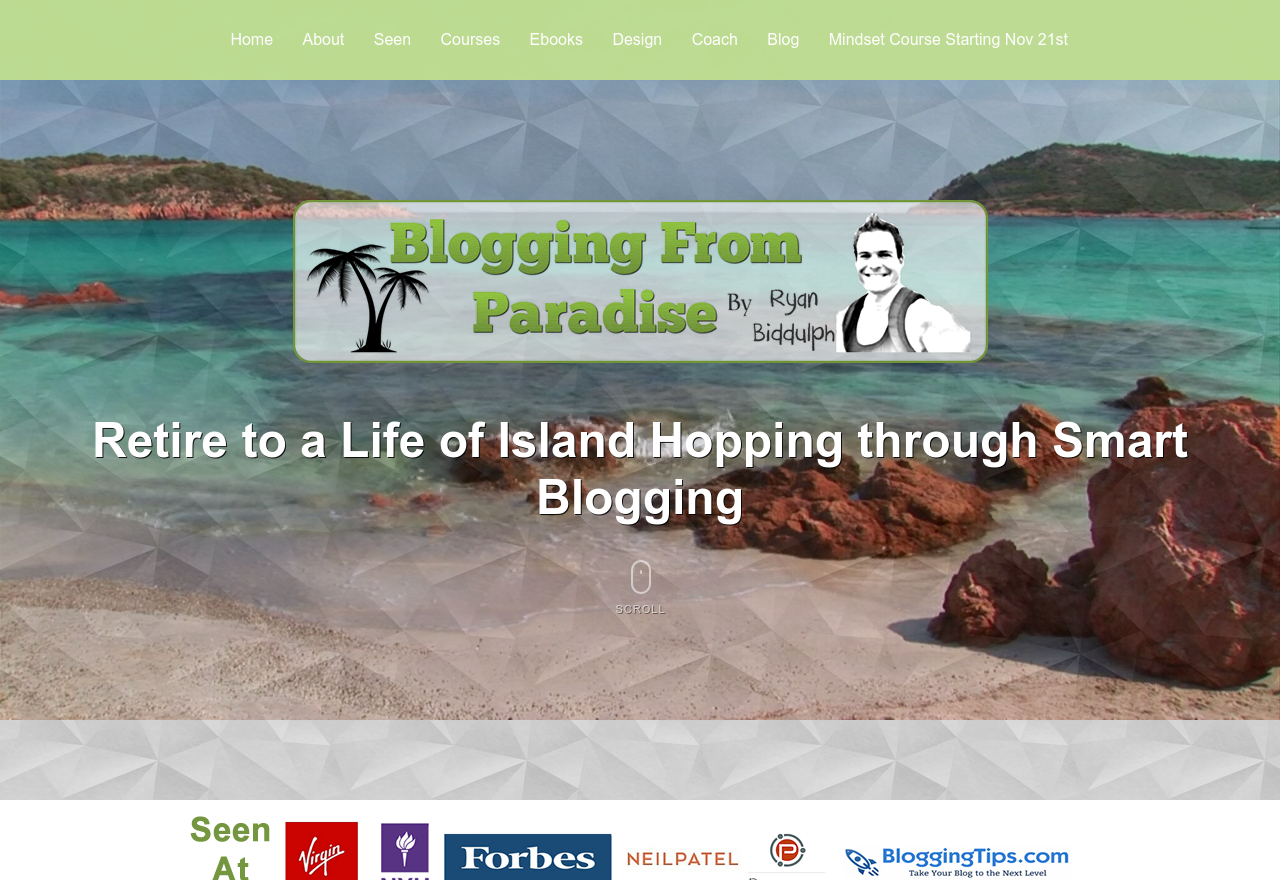 Home About Seen Courses Ebooks Design Coach Blog Mindset Course Starting Nov 21st
Blogging From
Paradise By Ryan
Biddulph
Retire to a Life of Island Hopping through Smart
Blogging
SCROLL
Seen
At
Virgin
NYU
Forbes
NEILPATEL
BloggingTips.com
Take Your Blog to the Next Level